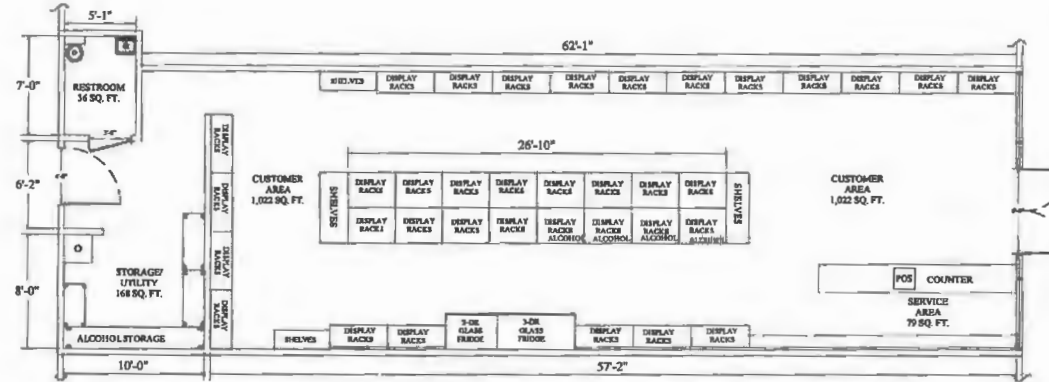 5'-1"
62'-1"
7'-0"
RESTROOM
36 SQ. FT.
SHELVES
DISPLAY
RACKS
DISPLAY
RACKS
DISPLAY
RACKS
DISPLAY
RACKS
DISPLAY
RACKS
DISPLAY
RACKS
DISPLAY
RACKS
DISPLAY
RACKS
DISPLAY
RACKS
DISPLAY
RACKS
DISPLAY
RACKS
6'-2"
8'-0"
DISPLAY
RACKS
DISPLAY
RACKS
DISPLAY
RACKS
DISPLAY
RACKS
CUSTOMER
AREA
1,022 SQ. FT.
26'-10"
SHELVES
DISPLAY
RACKS
DISPLAY
RACKS
DISPLAY
RACKS
DISPLAY
RACKS
DISPLAY
RACKS
DISPLAY
RACKS
DISPLAY
RACKS
DISPLAY
RACKS
DISPLAY
RACKS
DISPLAY
RACKS
DISPLAY
RACKS
DISPLAY
RACKS
DISPLAY
RACKS
ALCOHOL
DISPLAY
RACKS
ALCOHOL
DISPLAY
RACKS
ALCOHOL
DISPLAY
RACKS
ALCOHOL
SHELVES
CUSTOMER
AREA
1,022 SQ. FT.
STORAGE/
UTILITY
168 SQ. FT.
ALCOHOL STORAGE
POS
COUNTER
SERVICE
AREA
79 SQ. FT.
SHELVES
DISPLAY
RACKS
DISPLAY
RACKS
GLASS
FRIDGE
GLASS
FRIDGE
DISPLAY
RACKS
DISPLAY
RACKS
DISPLAY
RACKS
10'-0"
57'-2"